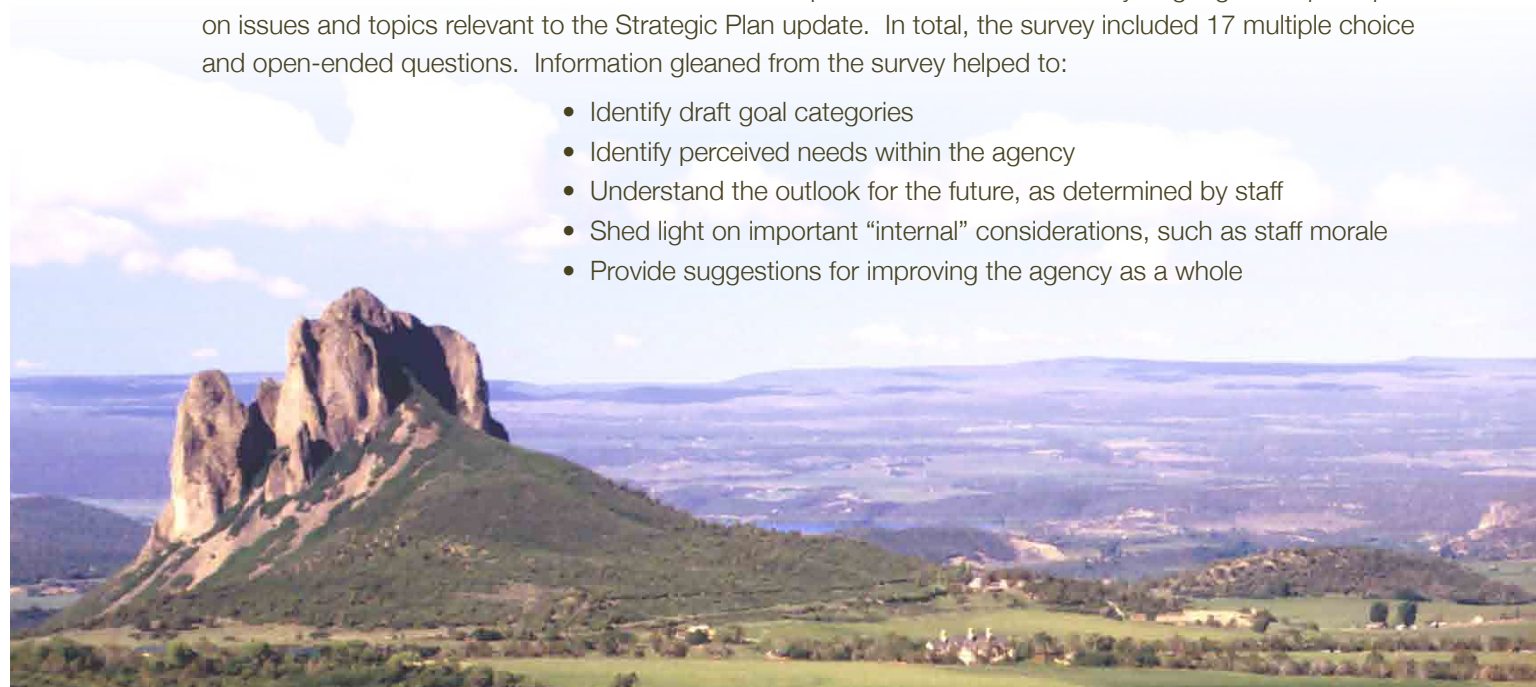 on issues and topics relevant to the Strategic Plan update.  In total, the survey included 17 multiple choice
and open-ended questions.  Information gleaned from the survey helped to:
• Identify draft goal categories
• Identify perceived needs within the agency
• Understand the outlook for the future, as determined by staff
• Shed light on important “internal” considerations, such as staff morale
• Provide suggestions for improving the agency as a whole